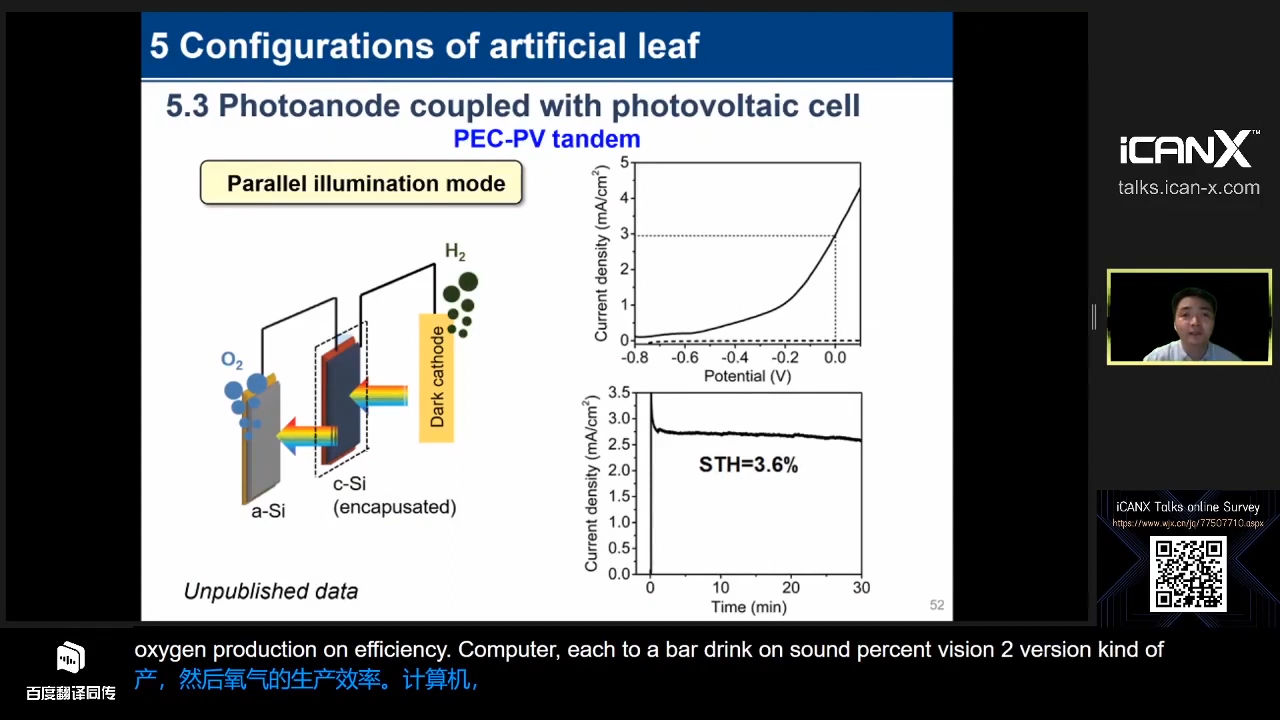 5 Configurations of artificial leaf
5.3 Photoanode coupled with photovoltaic cell
PEC-PV tandem
Parallel illumination mode
H2
O2
Dark cathode
c-Si
(encapusated)
a-Si
Unpublished data
Current density (mA/cm2)
5
4
3
2
1
0
-0.8 -0.6 -0.4 -0.2 0.0
Potential (V)
Current density (mA/cm2)
3.5
3.0
2.5
2.0
1.5
1.0
0.5
0.0
STH=3.6%
0 10 20 30
Time (min)
52
iCANX™
talks.ican-x.com
iCANX Talks online Survey
https://www.wjx.cn/jq/77507710.aspx
百度翻译同传
oxygen production on efficiency. Computer, each to a bar drink on sound percent vision 2 version kind of
产，然后氧气的生产效率。计算机，